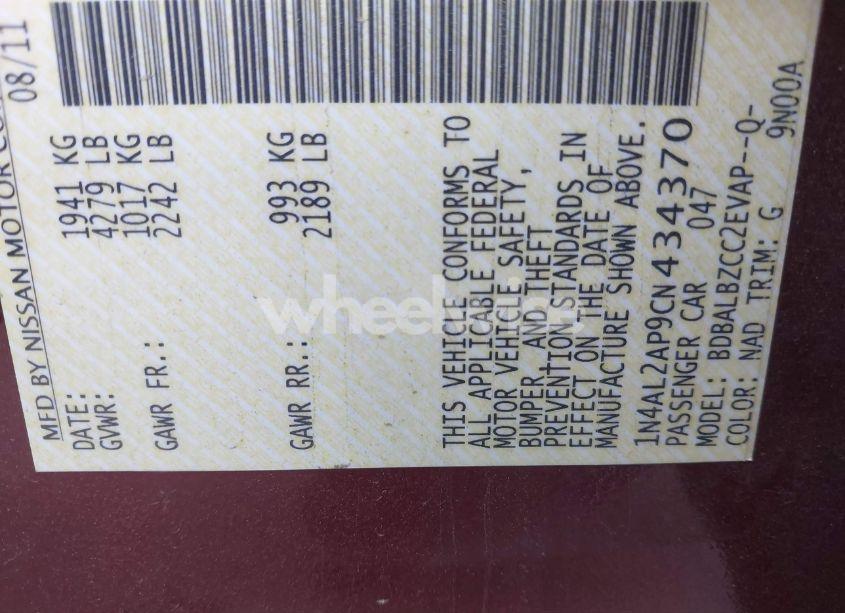 MFD BY NISSAN MOTOR CO.
DATE: 08/11
GVWR: 1941 KG
4279 LB
GAWR FR.: 1017 KG
2242 LB
GAWR RR.: 993 KG
2189 LB
THIS VEHICLE CONFORMS TO
ALL APPLICABLE FEDERAL
MOTOR VEHICLE SAFETY,
BUMPER, AND THEFT
PREVENTION STANDARDS IN
EFFECT ON THE DATE OF
MANUFACTURE SHOWN ABOVE.
1N4AL2AP9CN434370
PASSENGER CAR 047
MODEL: BDBALBZCC2EVAP--Q-
COLOR: NAD TRIM: G 9N00A